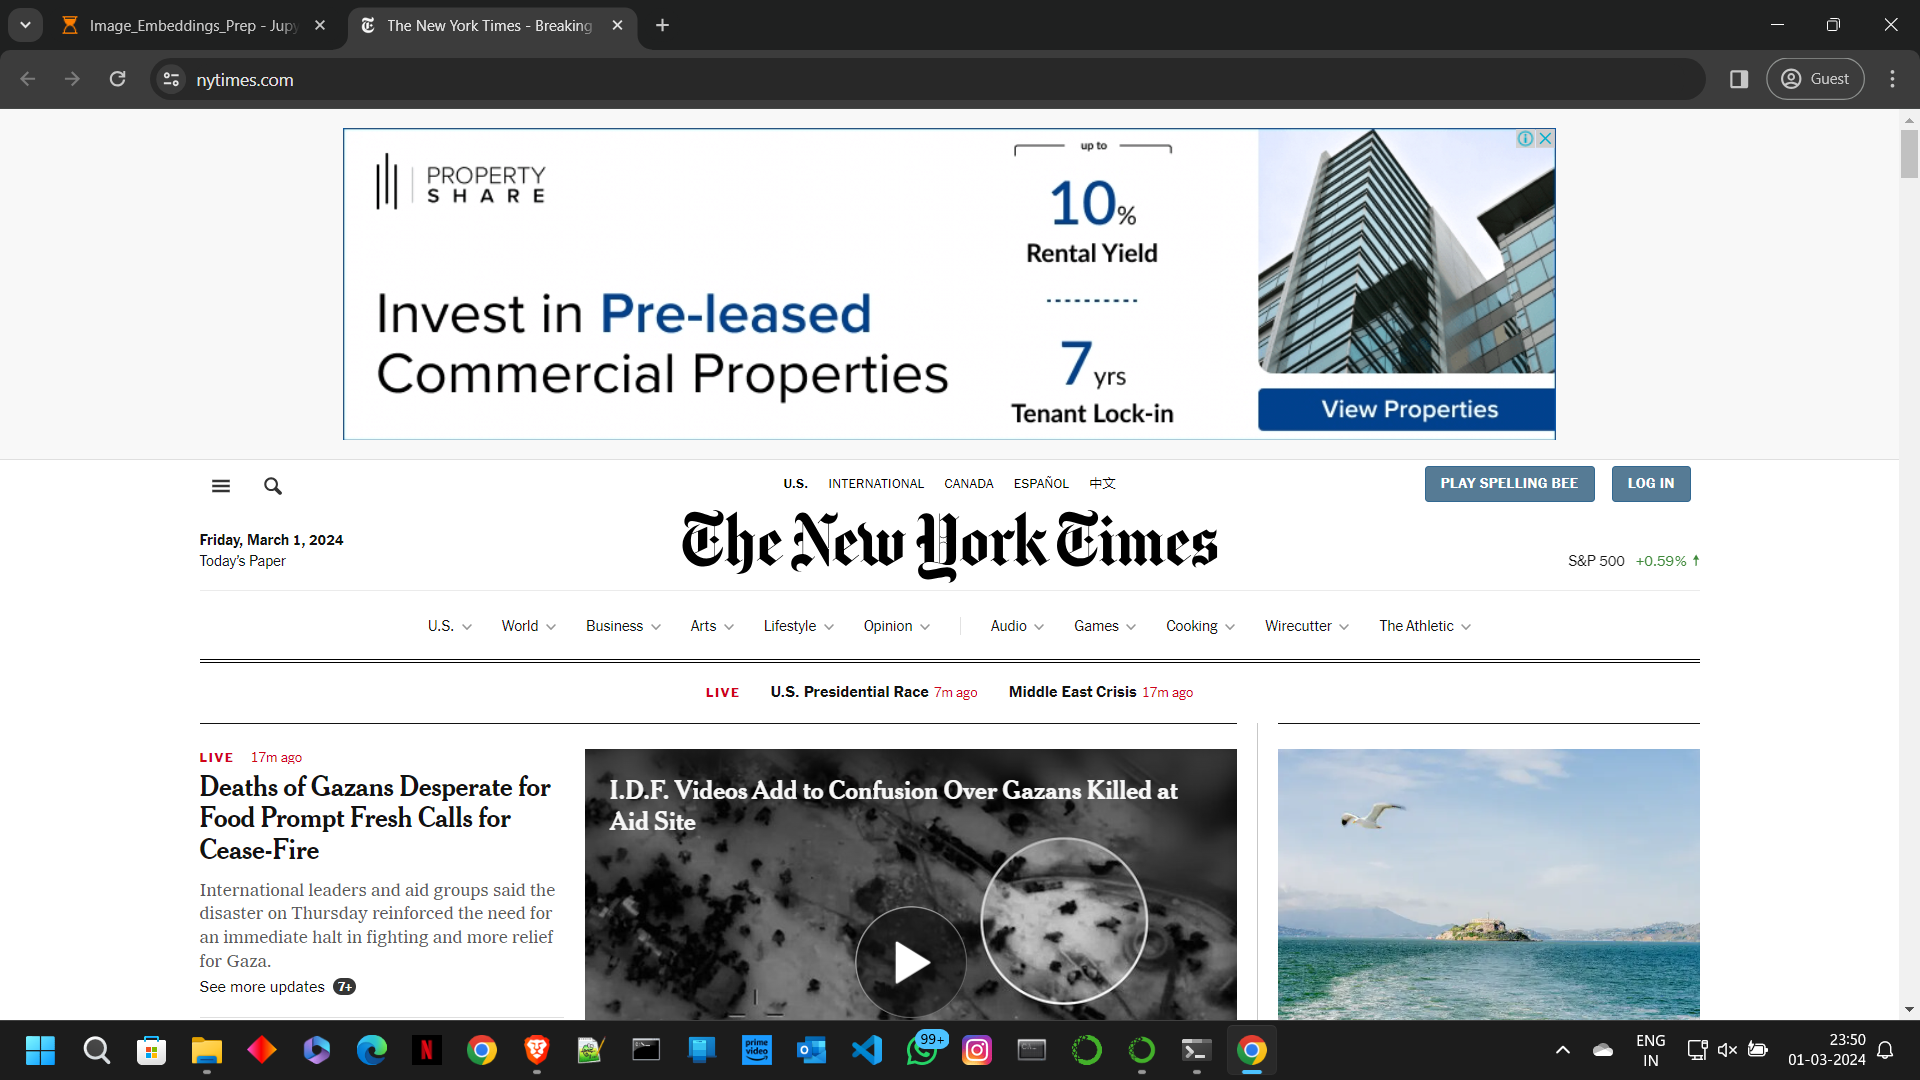 Image_Embeddings_Prep - Jupy
The New York Times - Breaking
nytimes.com
Guest
PROPERTY
SHARE
Invest in Pre-leased
Commercial Properties
up to
10%
Rental Yield
7 yrs
Tenant Lock-in
View Properties
U.S. INTERNATIONAL CANADA ESPAÑOL 中文
PLAY SPELLING BEE
LOG IN
Friday, March 1, 2024
Today's Paper
The New York Times
S&P 500 +0.59%
U.S. World Business Arts Lifestyle Opinion Audio Games Cooking Wirecutter The Athletic
LIVE U.S. Presidential Race 7m ago Middle East Crisis 17m ago
LIVE 17m ago
Deaths of Gazans Desperate for
Food Prompt Fresh Calls for
Cease-Fire
International leaders and aid groups said the
disaster on Thursday reinforced the need for
an immediate halt in fighting and more relief
for Gaza.
See more updates 7+
I.D.F. Videos Add to Confusion Over Gazans Killed at
Aid Site
prime
video
99+
ENG
IN
23:50
01-03-2024